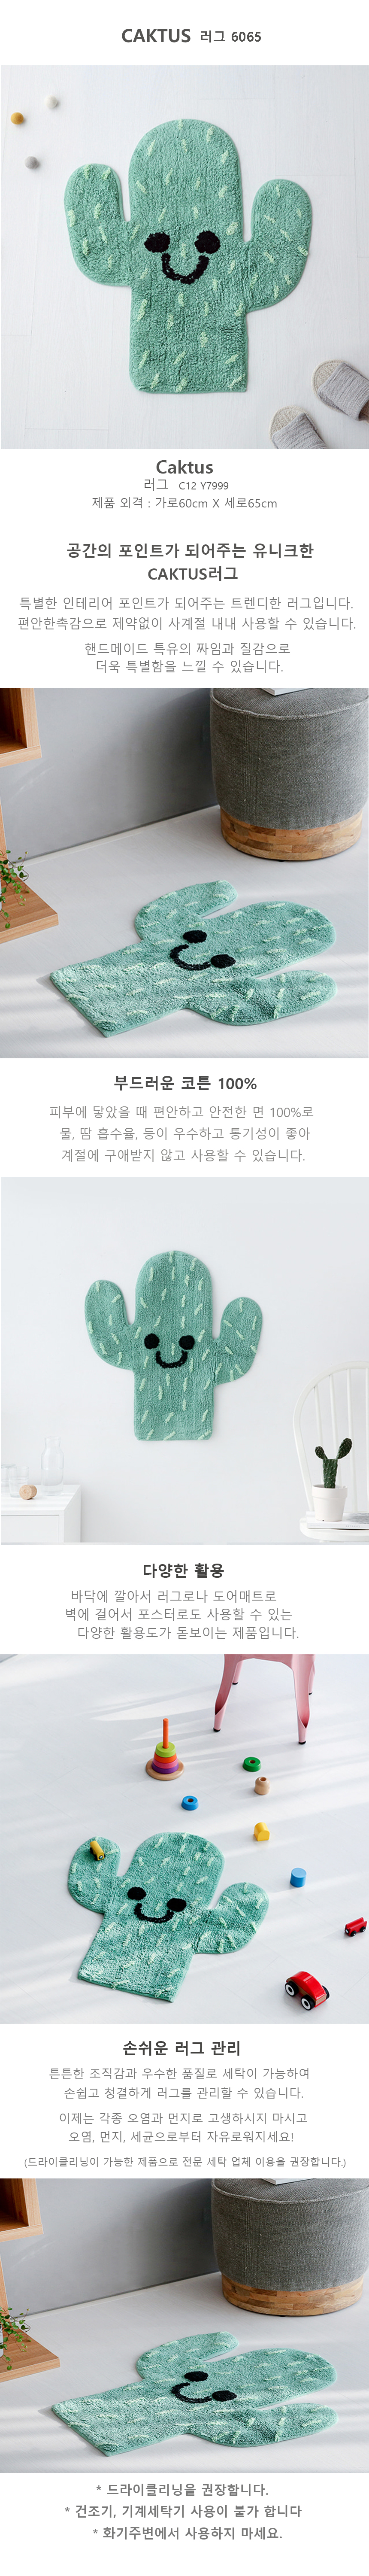 CAKTUS 러그 6065
Caktus
러그 C12 Y7999
제품 외격 : 가로60cm X 세로65cm
공간의 포인트가 되어주는 유니크한
CAKTUS러그
특별한 인테리어 포인트가 되어주는 트렌디한 러그입니다.
편안한촉감으로 제약없이 사계절 내내 사용할 수 있습니다.
핸드메이드 특유의 짜임과 질감으로
더욱 특별함을 느낄 수 있습니다.
부드러운 코튼 100%
피부에 닿았을 때 편안하고 안전한 면 100%로
물, 땀 흡수율, 등이 우수하고 통기성이 좋아
계절에 구애받지 않고 사용할 수 있습니다.
다양한 활용
바닥에 깔아서 러그로나 도어매트로
벽에 걸어서 포스터로도 사용할 수 있는
다양한 활용도가 돋보이는 제품입니다.
손쉬운 러그 관리
튼튼한 조직감과 우수한 품질로 세탁이 가능하여
손쉽고 청결하게 러그를 관리할 수 있습니다.
이제는 각종 오염과 먼지로 고생하시지 마시고
오염, 먼지, 세균으로부터 자유로워지세요!
(드라이클리닝이 가능한 제품으로 전문 세탁 업체 이용을 권장합니다.)
* 드라이클리닝을 권장합니다.
* 건조기, 기계세탁기 사용이 불가 합니다
* 화기주변에서 사용하지 마세요.